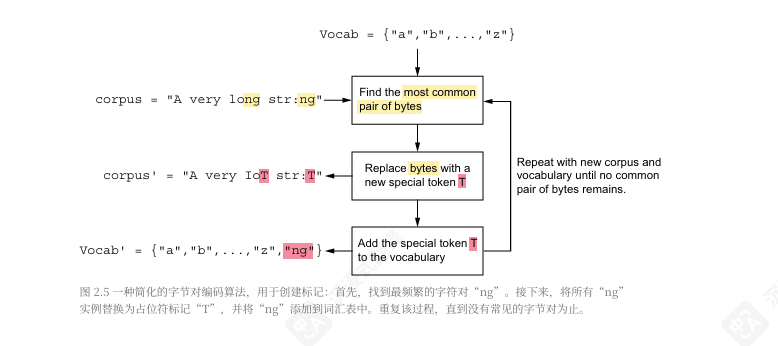 Vocab = {"a","b",...,"z"}
corpus = "A very long str:ng"
Find the most common
pair of bytes
corpus' = "A very IoT str:T"
Replace bytes with a
new special token T
Repeat with new corpus and
vocabulary until no common
pair of bytes remains.
Vocab' = {"a","b",...,"z","ng"}
Add the special token T
to the vocabulary
图 2.5 一种简化的字节对编码算法，用于创建标记：首先，找到最频繁的字符对“ng”。接下来，将所有“ng”
实例替换为占位符标记“T”，并将“ng”添加到词汇表中。重复该过程，直到没有常见的字节对为止。